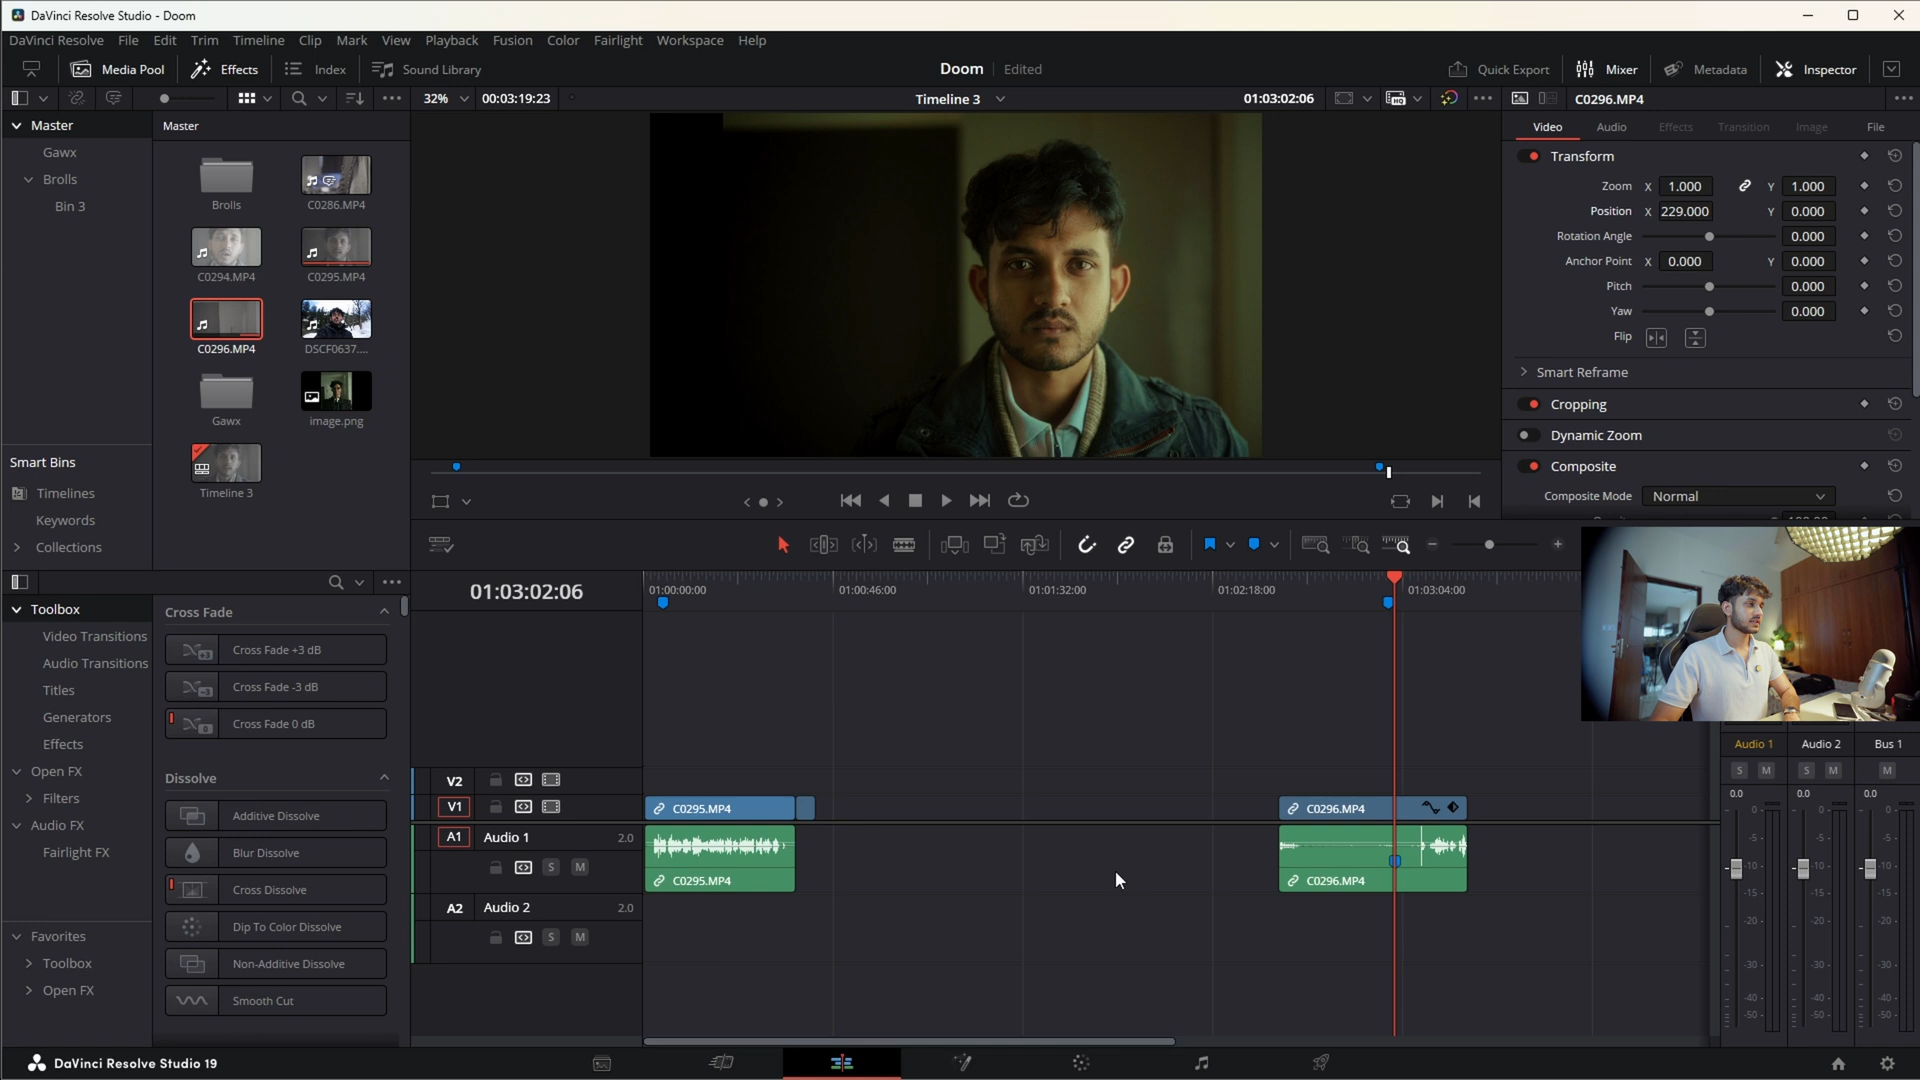 DaVinci Resolve Studio - Doom
DaVinci Resolve File Edit Trim Timeline Clip Mark View Playback Fusion Color Fairlight Workspace Help
Media Pool Effects Index Sound Library Doom Edited Quick Export Mixer Metadata Inspector
32% 00:03:19:23 Timeline 3 01:03:02:06 C0296.MP4
Master
Gawx
Brolls
Bin 3
Smart Bins
Timelines
Keywords
Collections
Master
Brolls C0286.MP4
C0294.MP4 C0295.MP4
C0296.MP4 DSCF0637....
Gawx image.png
Timeline 3
Video Audio Effects Transition Image File
Transform
Zoom X 1.000 Y 1.000
Position X 229.000 Y 0.000
Rotation Angle 0.000
Anchor Point X 0.000 Y 0.000
Pitch 0.000
Yaw 0.000
Flip
Smart Reframe
Cropping
Dynamic Zoom
Composite
Composite Mode Normal
Toolbox
Video Transitions
Audio Transitions
Titles
Generators
Effects
Open FX
Filters
Audio FX
Fairlight FX
Favorites
Toolbox
Open FX
Cross Fade
Cross Fade +3 dB
Cross Fade -3 dB
Cross Fade 0 dB
Dissolve
Additive Dissolve
Blur Dissolve
Cross Dissolve
Dip To Color Dissolve
Non-Additive Dissolve
Smooth Cut
01:03:02:06
01:00:00:00 01:00:46:00 01:01:32:00 01:02:18:00 01:03:04:00
V2
V1 C0295.MP4 C0296.MP4
A1 Audio 1 2.0
S M C0295.MP4 C0296.MP4
A2 Audio 2 2.0
S M
Audio 1 Audio 2 Bus 1
S M S M M
0.0 0.0 0.0
0 0 0
-5 -5 -5
-10 -10 -10
-15 -15 -15
-20 -20 -20
-30 -30 -30
-40 -40 -40
-50 -50 -50
DaVinci Resolve Studio 19